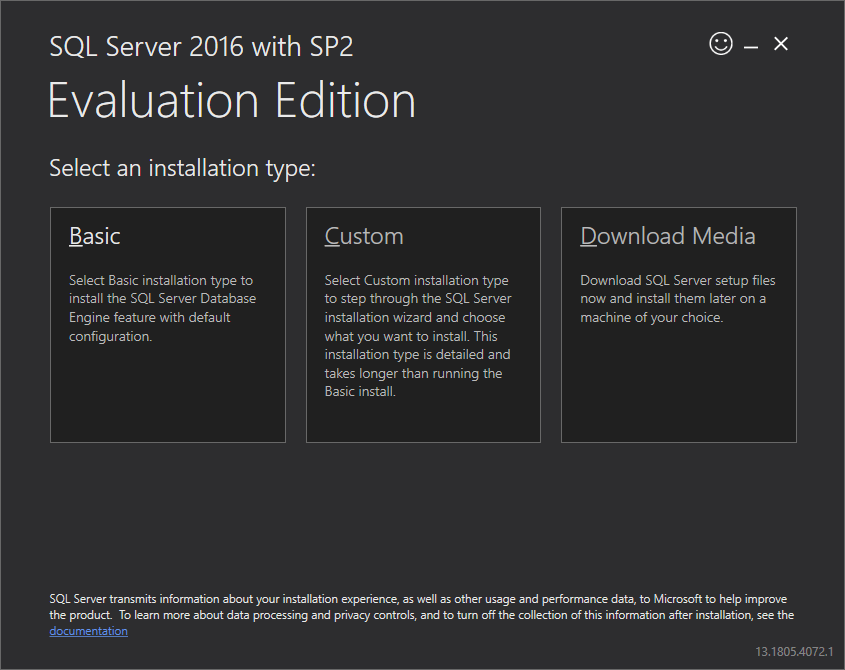 SQL Server 2016 with SP2
Evaluation Edition
Select an installation type:
Basic
Select Basic installation type to
install the SQL Server Database
Engine feature with default
configuration.
Custom
Select Custom installation type
to step through the SQL Server
installation wizard and choose
what you want to install. This
installation type is detailed and
takes longer than running the
Basic install.
Download Media
Download SQL Server setup files
now and install them later on a
machine of your choice.
SQL Server transmits information about your installation experience, as well as other usage and performance data, to Microsoft to help improve
the product.  To learn more about data processing and privacy controls, and to turn off the collection of this information after installation, see the
documentation
13.1805.4072.1